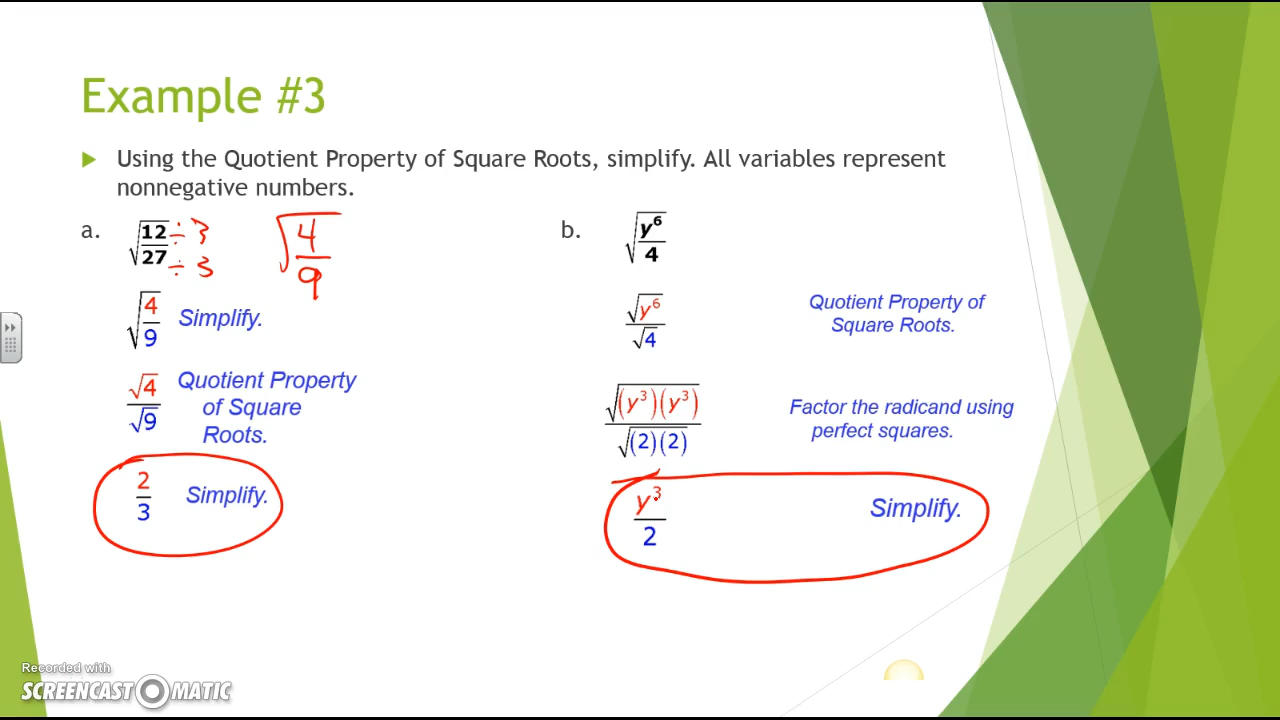 Example #3
Using the Quotient Property of Square Roots, simplify. All variables represent
nonnegative numbers.
a. √(12/27) ÷ 3 ÷ 3 √(4/9)
√(4/9) Simplify.
√4/√9 Quotient Property
of Square
Roots.
2/3 Simplify.
b. √(y⁶/4)
√y⁶/√4 Quotient Property of
Square Roots.
√(y³)(y³)/√(2)(2) Factor the radicand using
perfect squares.
y³/2 Simplify.
Recorded with
SCREENCAST-O-MATIC